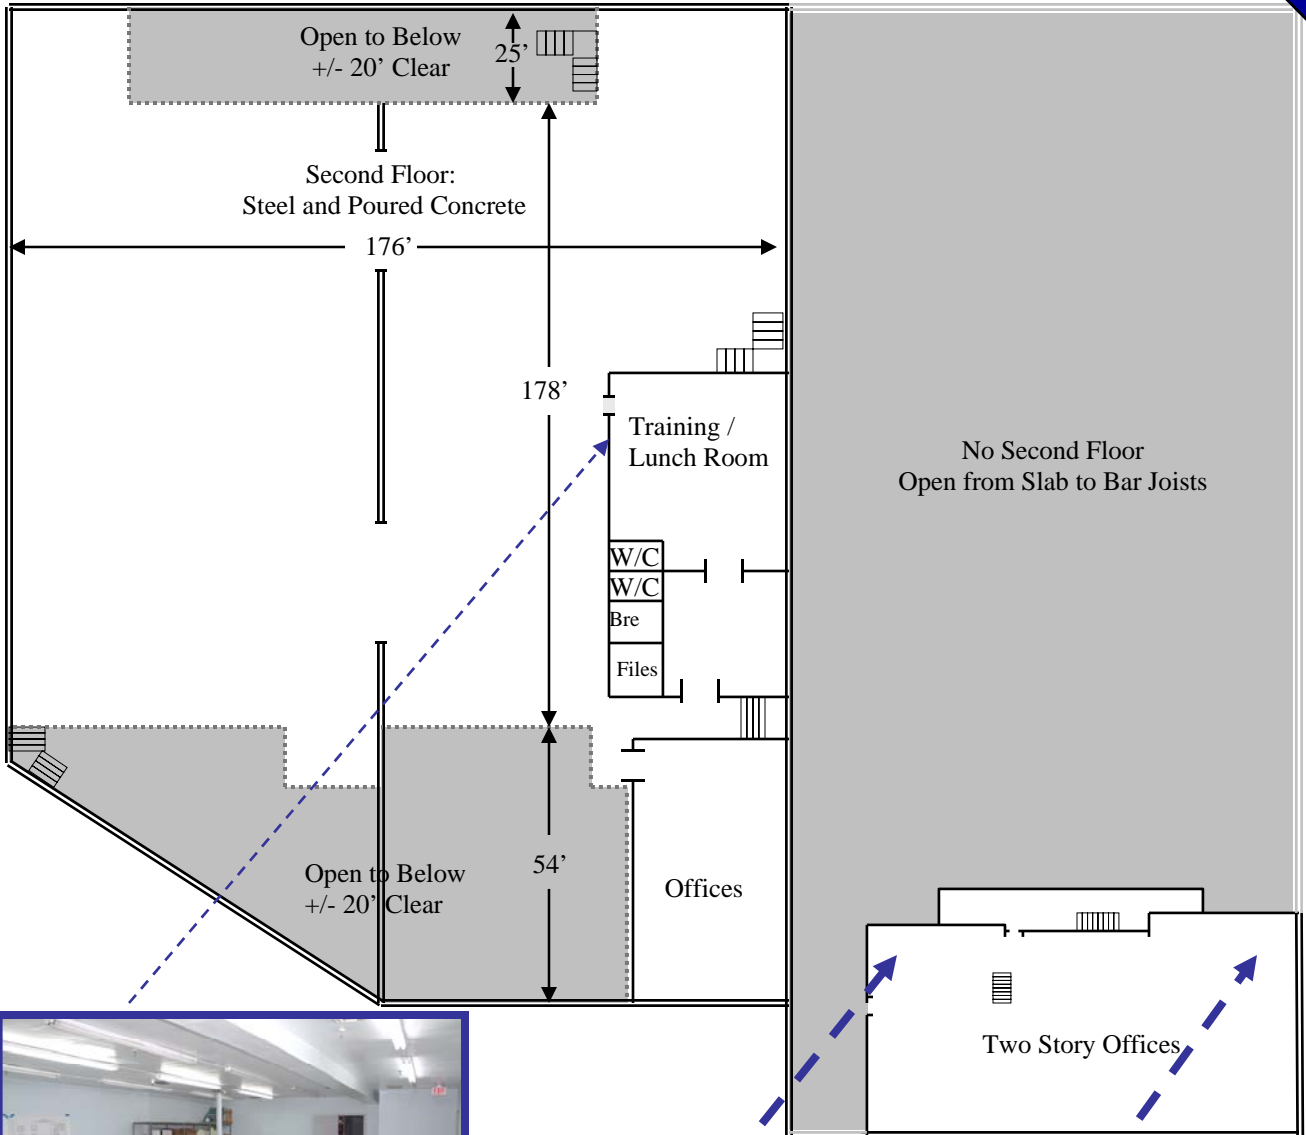 Open to Below
+/- 20’ Clear
25’
Second Floor:
Steel and Poured Concrete
176’
178’
Training /
Lunch Room
No Second Floor
Open from Slab to Bar Joists
W/C
W/C
Bre
Files
54’
Open to Below
+/- 20’ Clear
Offices
Two Story Offices